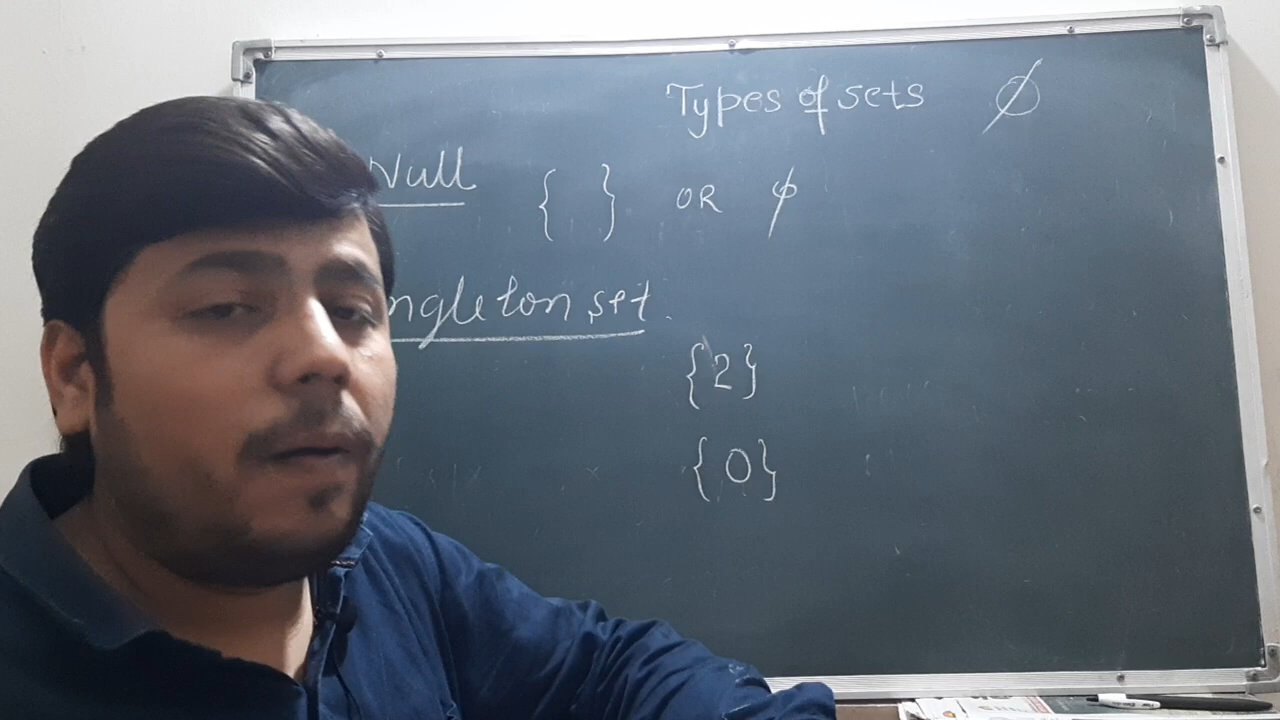 Types of sets ∅
Null { } OR ϕ
ngleton set.
{2}
{0}